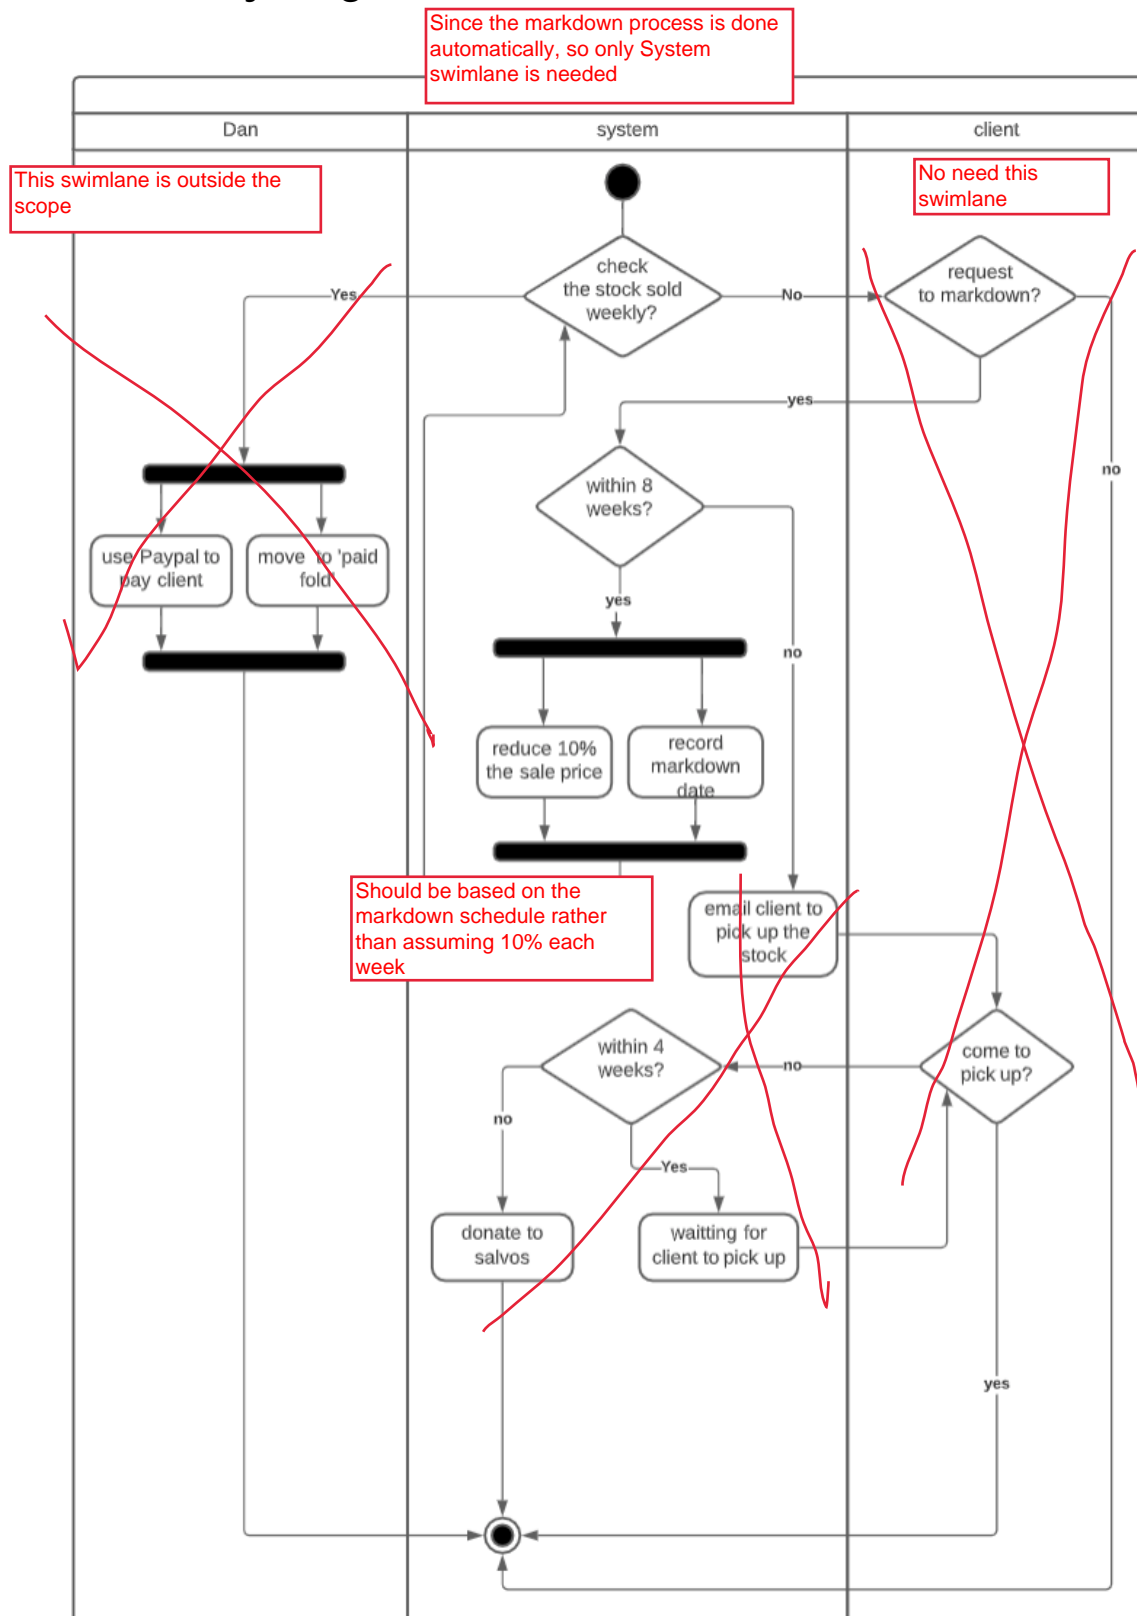 Since the markdown process is done
automatically, so only System
swimlane is needed
Dan
system
client
This swimlane is outside the
scope
No need this
swimlane
check
the stock sold
weekly?
request
to markdown?
Yes
No
yes
no
within 8
weeks?
use Paypal to
pay client
move to 'paid
fold'
yes
no
reduce 10%
the sale price
record
markdown
date
Should be based on the
markdown schedule rather
than assuming 10% each
week
email client to
pick up the
stock
within 4
weeks?
come to
pick up?
no
no
Yes
donate to
salvos
waitting for
client to pick up
yes